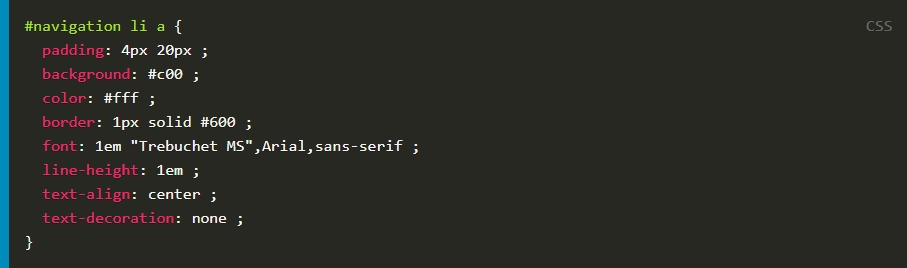 #navigation li a {
CSS
  padding: 4px 20px ;
  background: #c00 ;
  color: #fff ;
  border: 1px solid #600 ;
  font: 1em "Trebuchet MS",Arial,sans-serif ;
  line-height: 1em ;
  text-align: center ;
  text-decoration: none ;
}